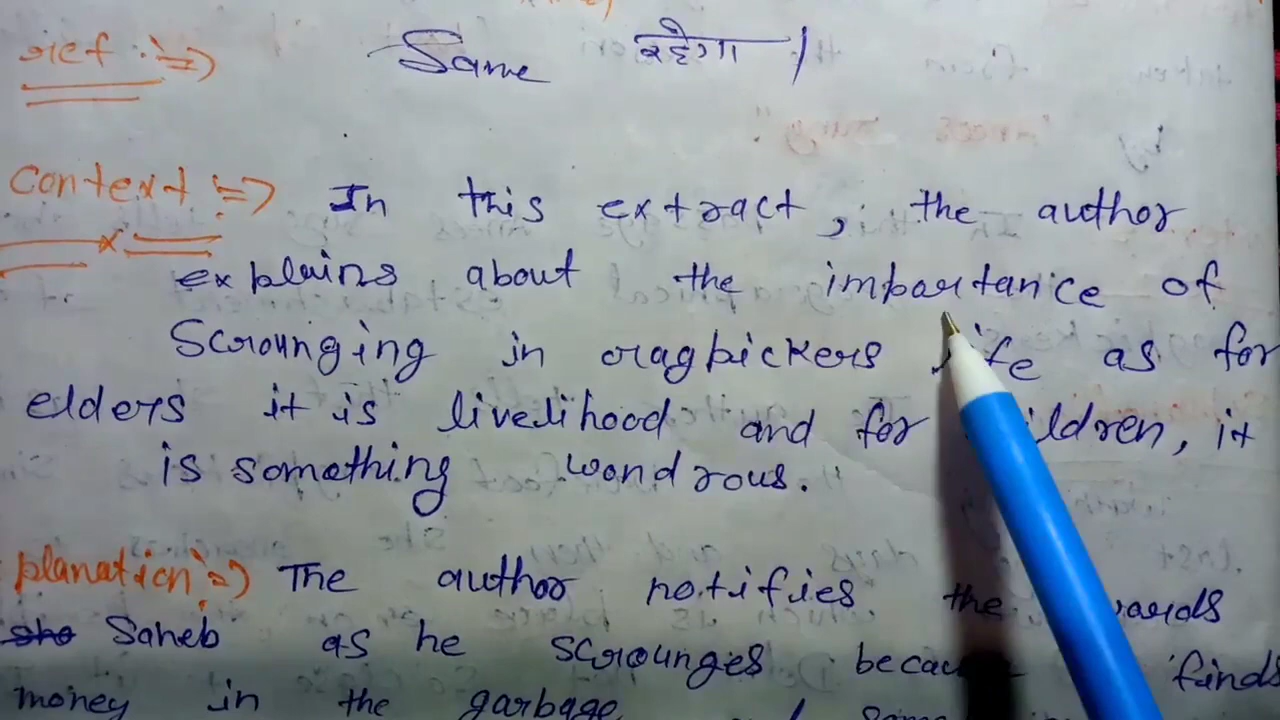 rief :⇒ Same रहेगा।
Context :⇒ In this extract, the author
explains about the importance of
Scrounging in ragpickers life as for
elders it is livelihood and for children, it
is something wondrous.
planation :⇒ The author notifies the
Saheb as he scrounges finds
money in the garbage